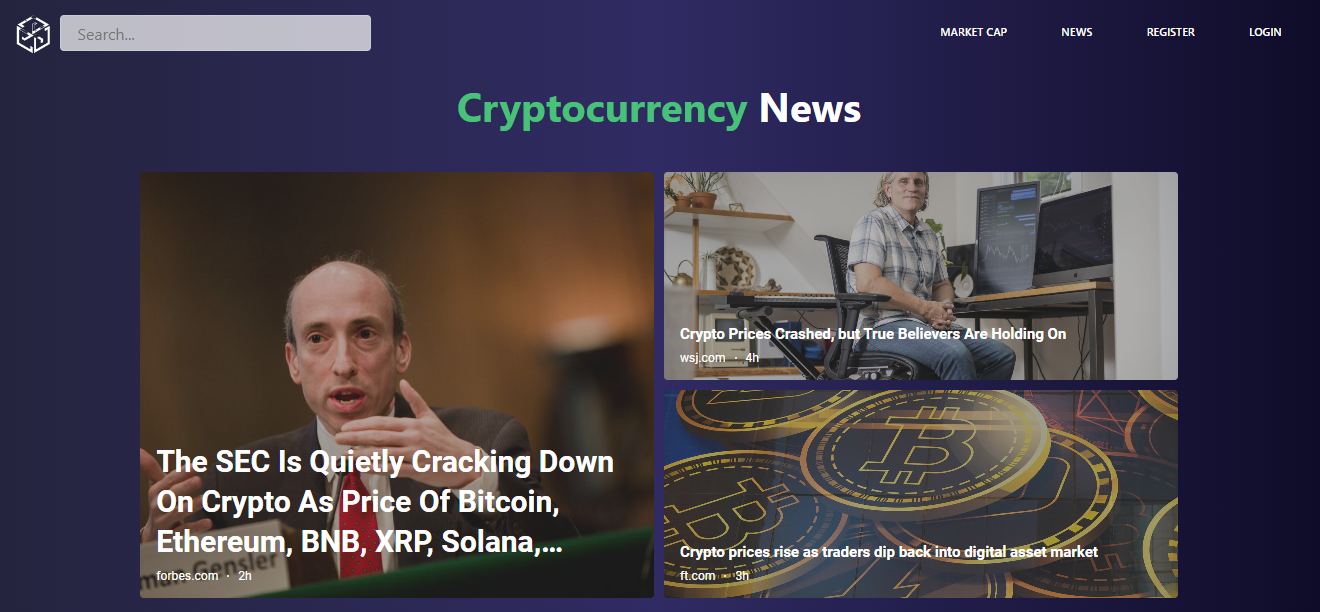 Search...
MARKET CAP
NEWS
REGISTER
LOGIN
Cryptocurrency News
The SEC Is Quietly Cracking Down
On Crypto As Price Of Bitcoin,
Ethereum, BNB, XRP, Solana,...
man Gensler
forbes.com · 2h
Crypto Prices Crashed, but True Believers Are Holding On
wsj.com · 4h
Crypto prices rise as traders dip back into digital asset market
ft.com · 3h